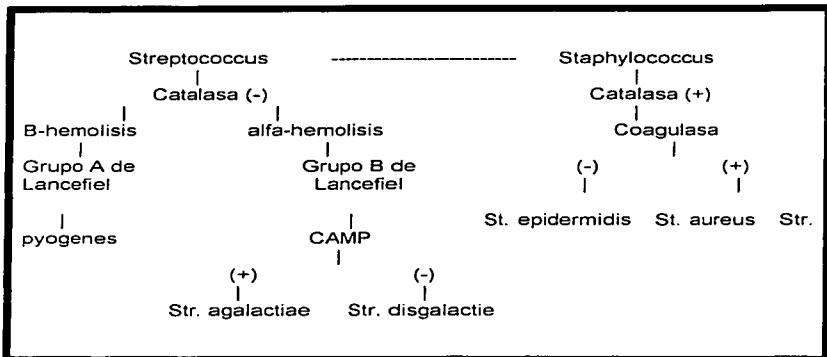 Streptococcus ------------------------ Staphylococcus
Catalasa (-) Catalasa (+)
B-hemolisis alfa-hemolisis Coagulasa
Grupo A de Grupo B de
Lancefiel Lancefiel (-) (+)
St. epidermidis St. aureus Str.
pyogenes CAMP
(+) (-)
Str. agalactiae Str. disgalactie